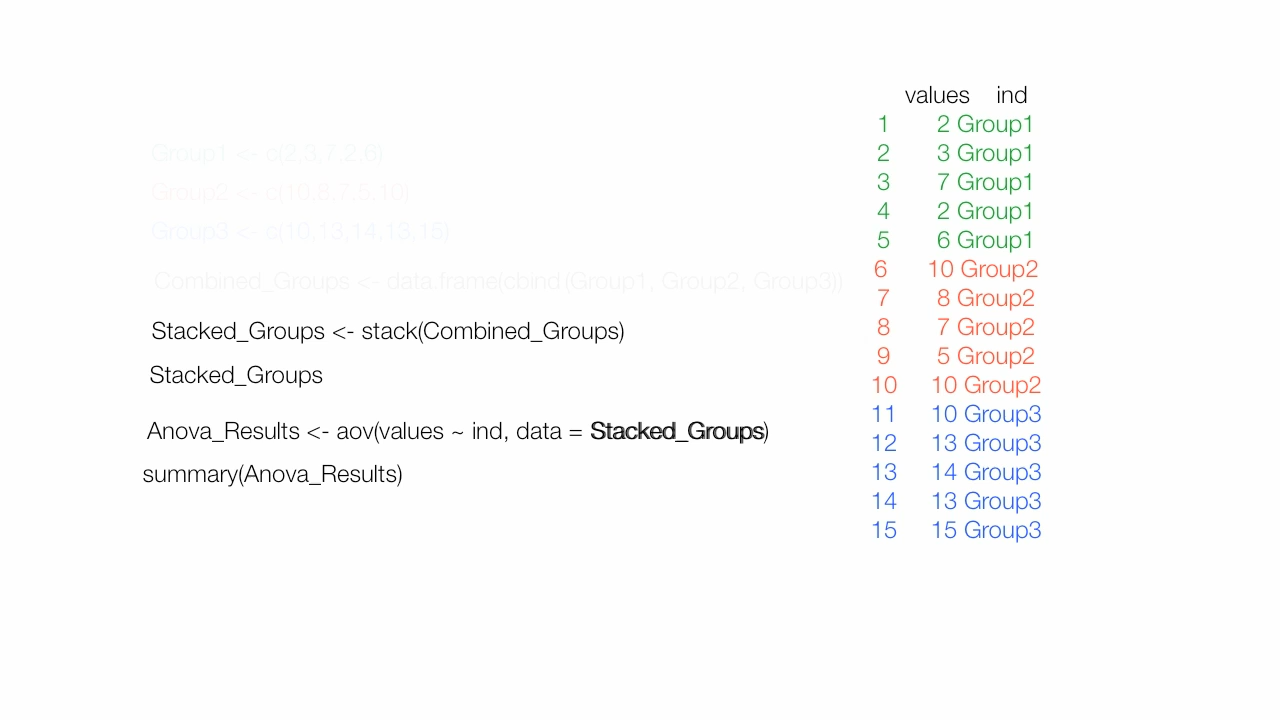 Group1 <- c(2,3,7,2,6)
Group2 <- c(10,8,7,5,10)
Group3 <- c(10,13,14,13,15)
Combined_Groups <- data.frame(cbind(Group1, Group2, Group3))
Stacked_Groups <- stack(Combined_Groups)
Stacked_Groups
Anova_Results <- aov(values ~ ind, data = Stacked_Groups)
summary(Anova_Results)
values ind
1 2 Group1
2 3 Group1
3 7 Group1
4 2 Group1
5 6 Group1
6 10 Group2
7 8 Group2
8 7 Group2
9 5 Group2
10 10 Group2
11 10 Group3
12 13 Group3
13 14 Group3
14 13 Group3
15 15 Group3